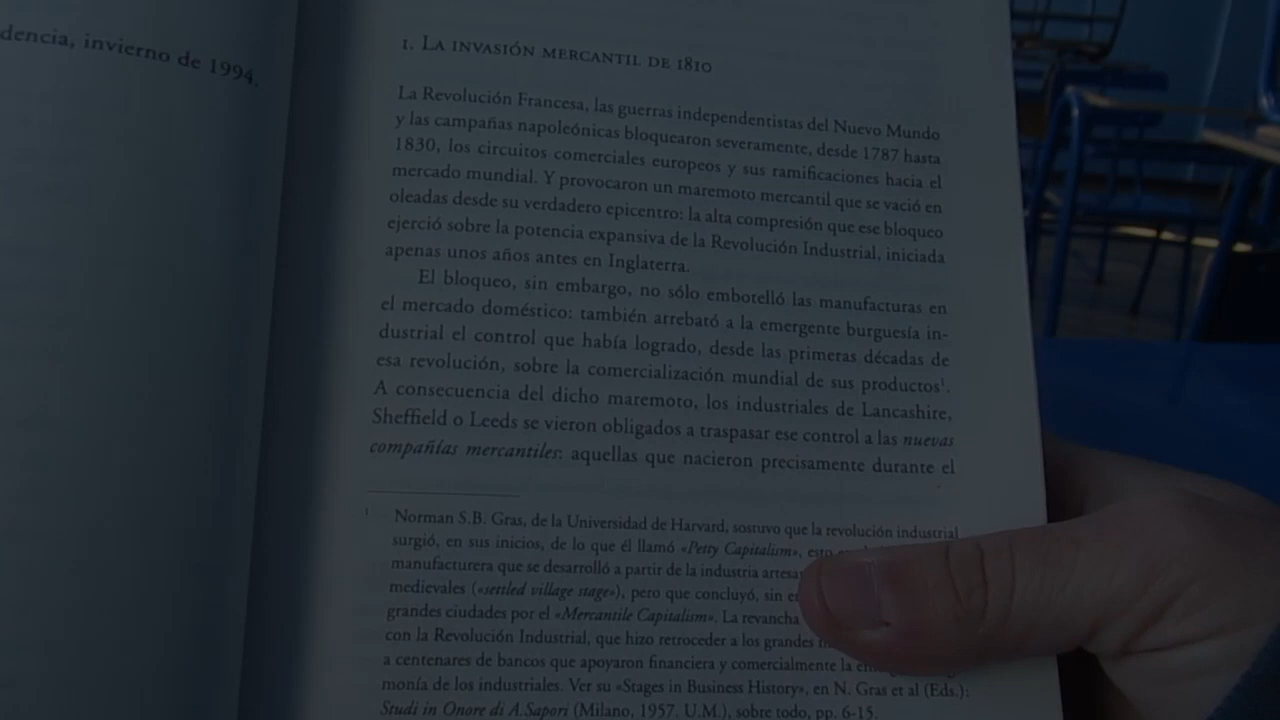 dencia, invierno de 1994.
1. La invasión mercantil de 1810
La Revolución Francesa, las guerras independentistas del Nuevo Mundo
y las campañas napoleónicas bloquearon severamente, desde 1787 hasta
1830, los circuitos comerciales europeos y sus ramificaciones hacia el
mercado mundial. Y provocaron un maremoto mercantil que se vació en
oleadas desde su verdadero epicentro: la alta compresión que ese bloqueo
ejerció sobre la potencia expansiva de la Revolución Industrial, iniciada
apenas unos años antes en Inglaterra.
El bloqueo, sin embargo, no sólo embotelló las manufacturas en
el mercado doméstico: también arrebató a la emergente burguesía in-
dustrial el control que había logrado, desde las primeras décadas de
esa revolución, sobre la comercialización mundial de sus productos¹.
A consecuencia del dicho maremoto, los industriales de Lancashire,
Sheffield o Leeds se vieron obligados a traspasar ese control a las nuevas
compañías mercantiles: aquellas que nacieron precisamente durante el
¹ Norman S.B. Gras, de la Universidad de Harvard, sostuvo que la revolución industrial
surgió, en sus inicios, de lo que él llamó «Petty Capitalism»,
manufacturera que se desarrolló a partir de la industria
medievales («settled village stage»), pero que concluyó, sin
grandes ciudades por el «Mercantile Capitalism». La revancha
con la Revolución Industrial, que hizo retroceder a los grandes
a centenares de bancos que apoyaron financiera y comercialmente la
monía de los industriales. Ver su «Stages in Business History», en N. Gras et al (Eds.):
Studi in Onore di A.Sapori (Milano, 1957. U.M.), sobre todo, pp. 6-15.